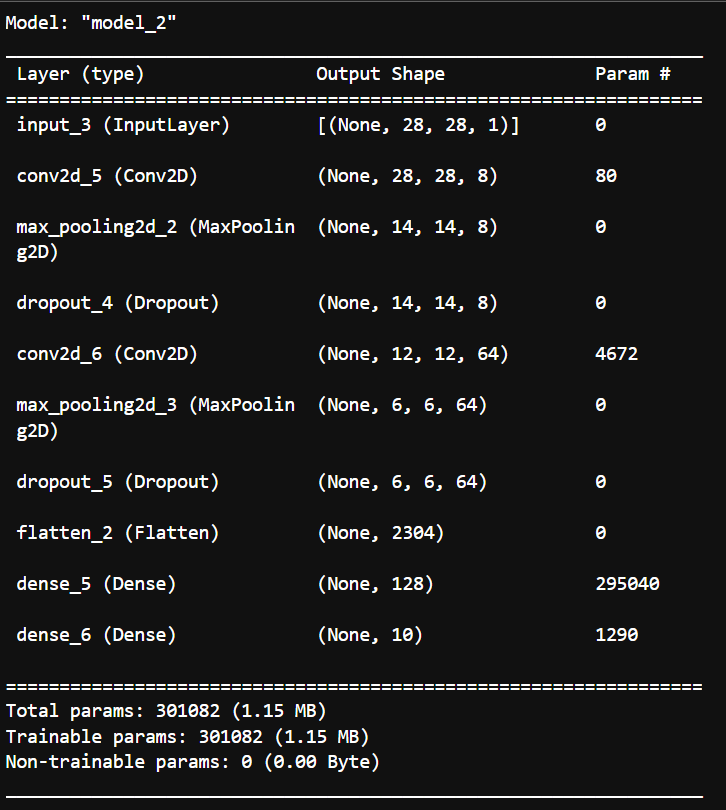 Model: "model_2"
Layer (type) Output Shape Param #
=================================================================
input_3 (InputLayer) [(None, 28, 28, 1)] 0
conv2d_5 (Conv2D) (None, 28, 28, 8) 80
max_pooling2d_2 (MaxPoolin (None, 14, 14, 8) 0
g2D)
dropout_4 (Dropout) (None, 14, 14, 8) 0
conv2d_6 (Conv2D) (None, 12, 12, 64) 4672
max_pooling2d_3 (MaxPoolin (None, 6, 6, 64) 0
g2D)
dropout_5 (Dropout) (None, 6, 6, 64) 0
flatten_2 (Flatten) (None, 2304) 0
dense_5 (Dense) (None, 128) 295040
dense_6 (Dense) (None, 10) 1290
=================================================================
Total params: 301082 (1.15 MB)
Trainable params: 301082 (1.15 MB)
Non-trainable params: 0 (0.00 Byte)